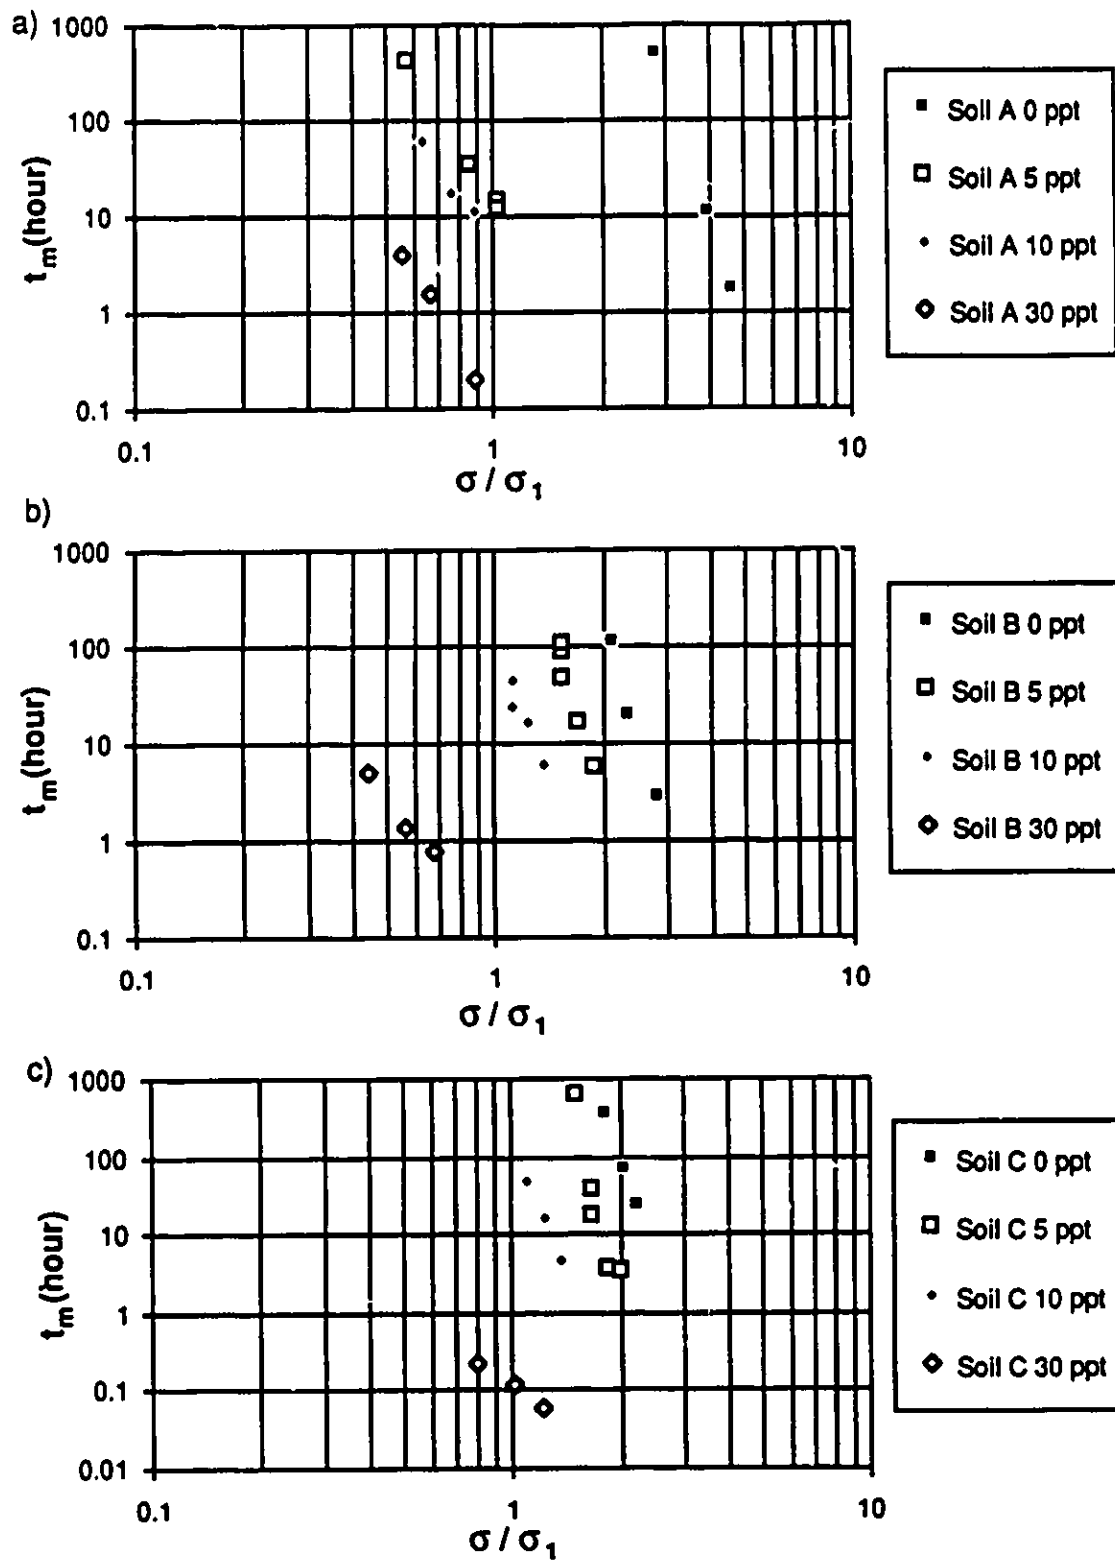 a)
1000
100
10
1
0.1
t_m(hour)
0.1 1 10
σ / σ₁
Soil A 0 ppt
Soil A 5 ppt
Soil A 10 ppt
Soil A 30 ppt
b)
1000
100
10
1
0.1
t_m(hour)
0.1 1 10
σ / σ₁
Soil B 0 ppt
Soil B 5 ppt
Soil B 10 ppt
Soil B 30 ppt
c)
1000
100
10
1
0.1
0.01
t_m(hour)
0.1 1 10
σ / σ₁
Soil C 0 ppt
Soil C 5 ppt
Soil C 10 ppt
Soil C 30 ppt